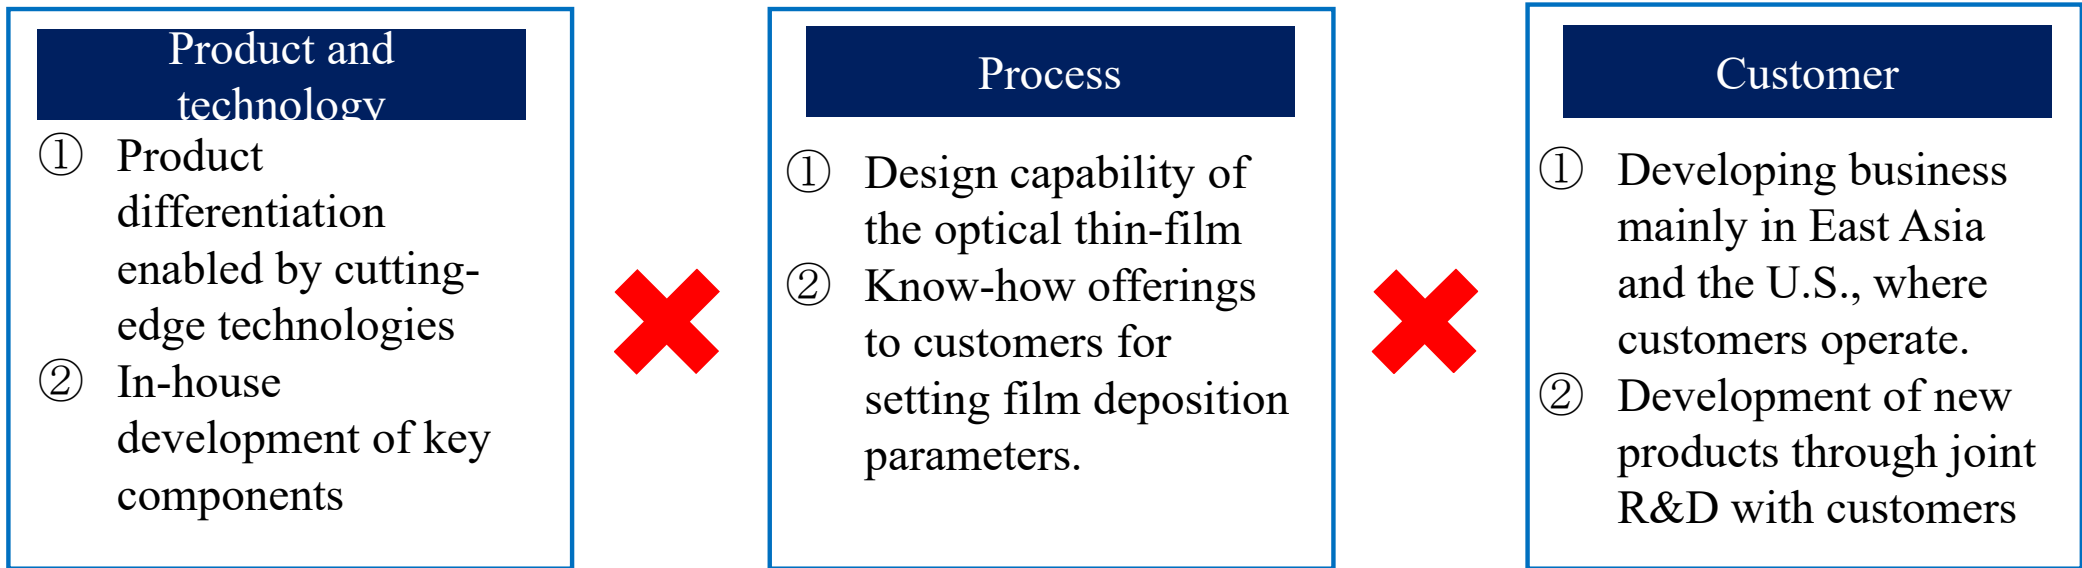 Product and
technology
① Product
differentiation
enabled by cutting-
edge technologies
② In-house
development of key
components
Process
① Design capability of
the optical thin-film
② Know-how offerings
to customers for
setting film deposition
parameters.
Customer
① Developing business
mainly in East Asia
and the U.S., where
customers operate.
② Development of new
products through joint
R&D with customers